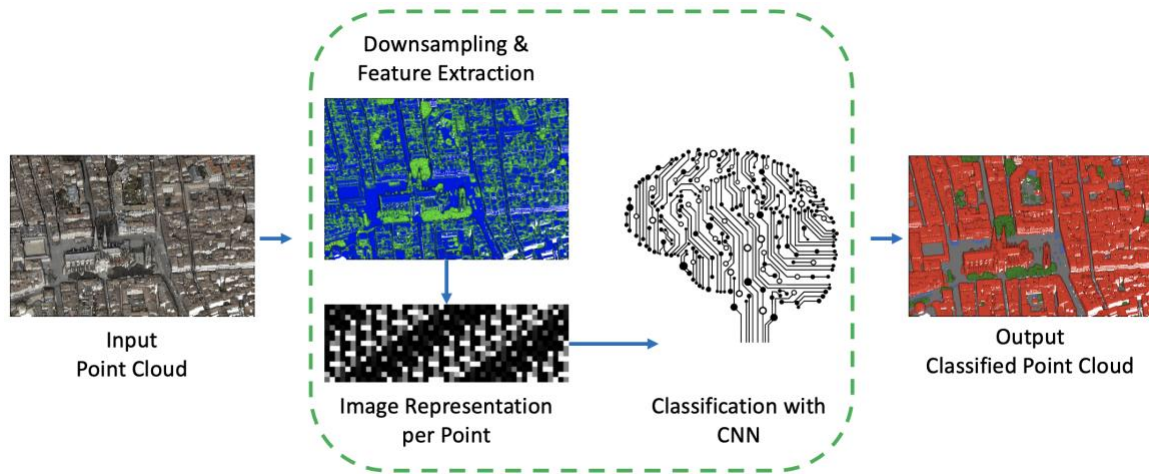 Downsampling &
Feature Extraction
Input
Point Cloud
Image Representation
per Point
Classification with
CNN
Output
Classified Point Cloud